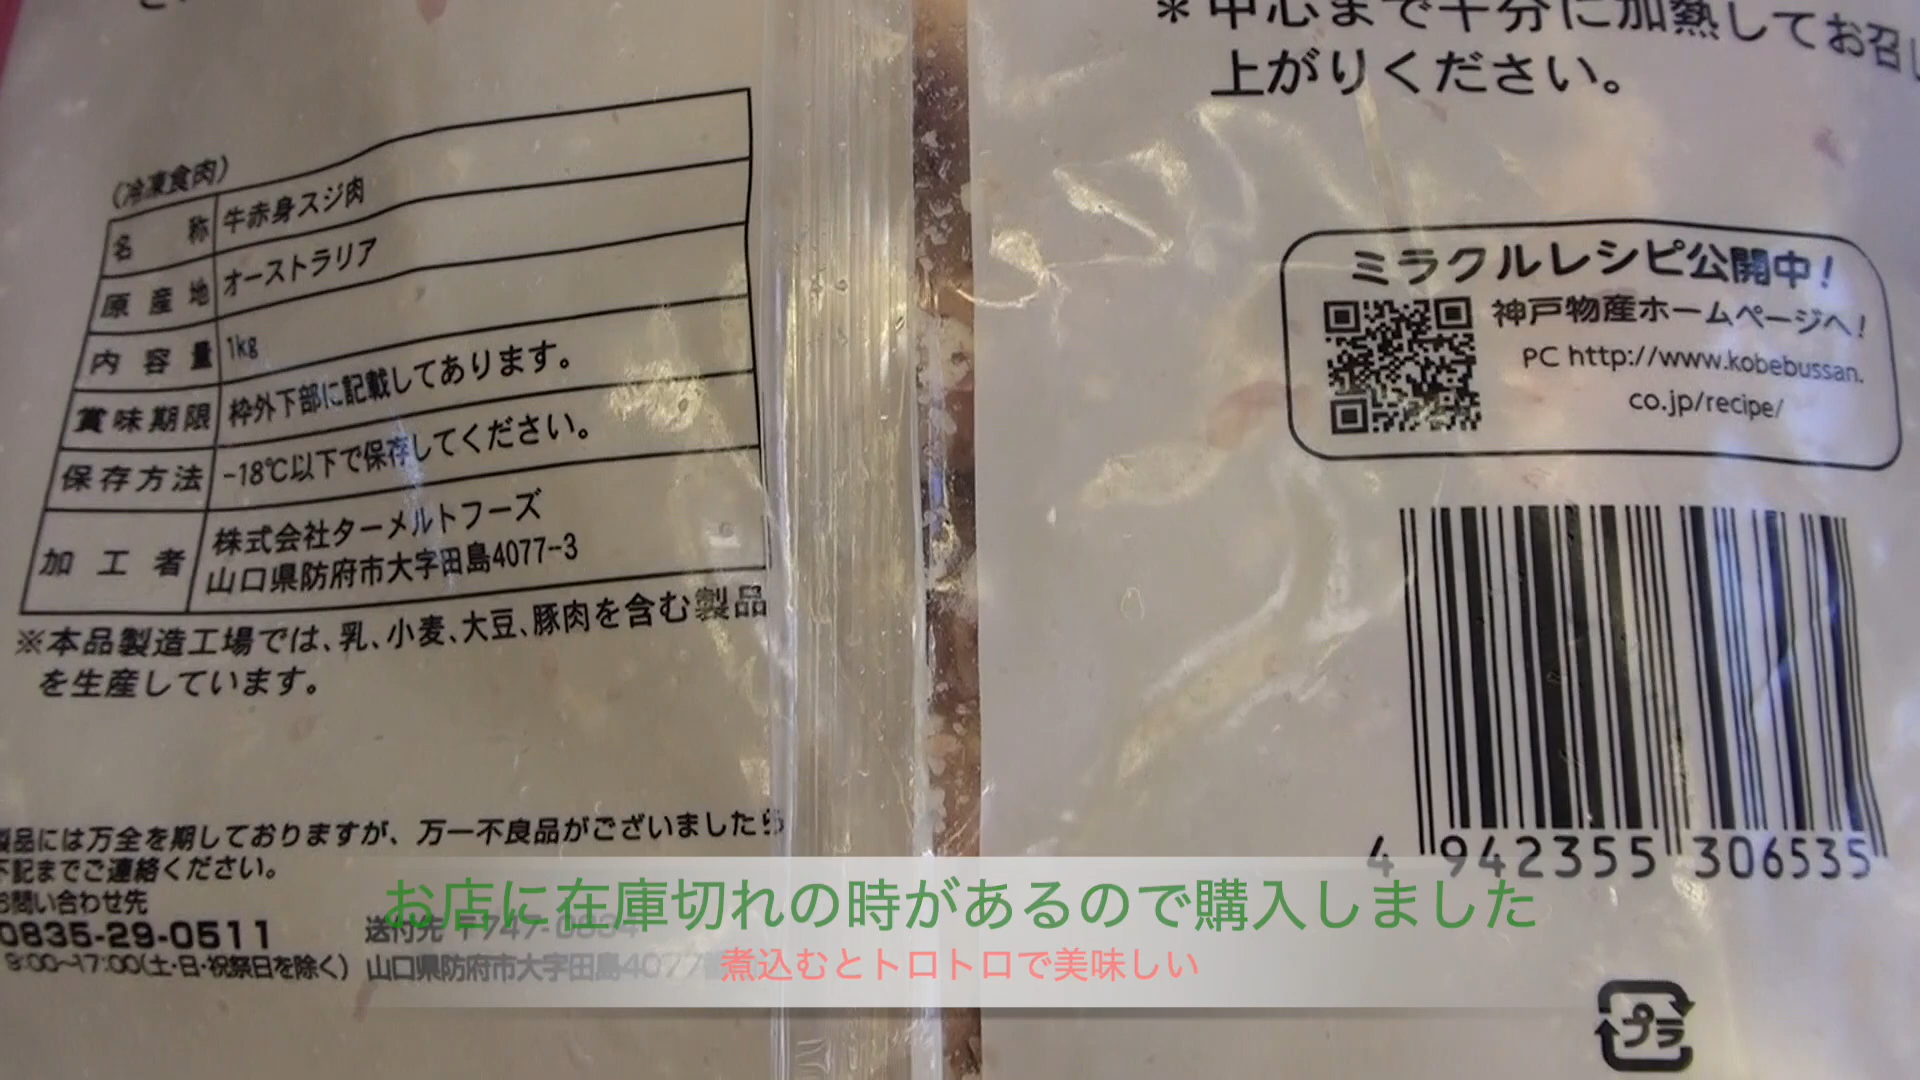 (冷凍食肉)
名称 牛赤身スジ肉
原産地 オーストラリア
内容量 1kg
賞味期限 枠外下部に記載してあります。
保存方法 -18℃以下で保存してください。
加工者 株式会社ターメルトフーズ
山口県防府市大字田島4077-3
※本品製造工場では、乳、小麦、大豆、豚肉を含む製品
を生産しています。
製品には万全を期しておりますが、万一不良品がございましたら
下記までご連絡ください。
お問い合わせ先
0835-29-0511
9:00~17:00(土・日・祝祭日を除く)
送付先 〒747-
山口県防府市大字田島4077
＊中心まで十分に加熱してお召し
上がりください。
ミラクルレシピ公開中!
神戸物産ホームページへ!
PC http://www.kobebussan.
co.jp/recipe/
4 942355 306535
お店に在庫切れの時があるので購入しました
煮込むとトロトロで美味しい
プラ